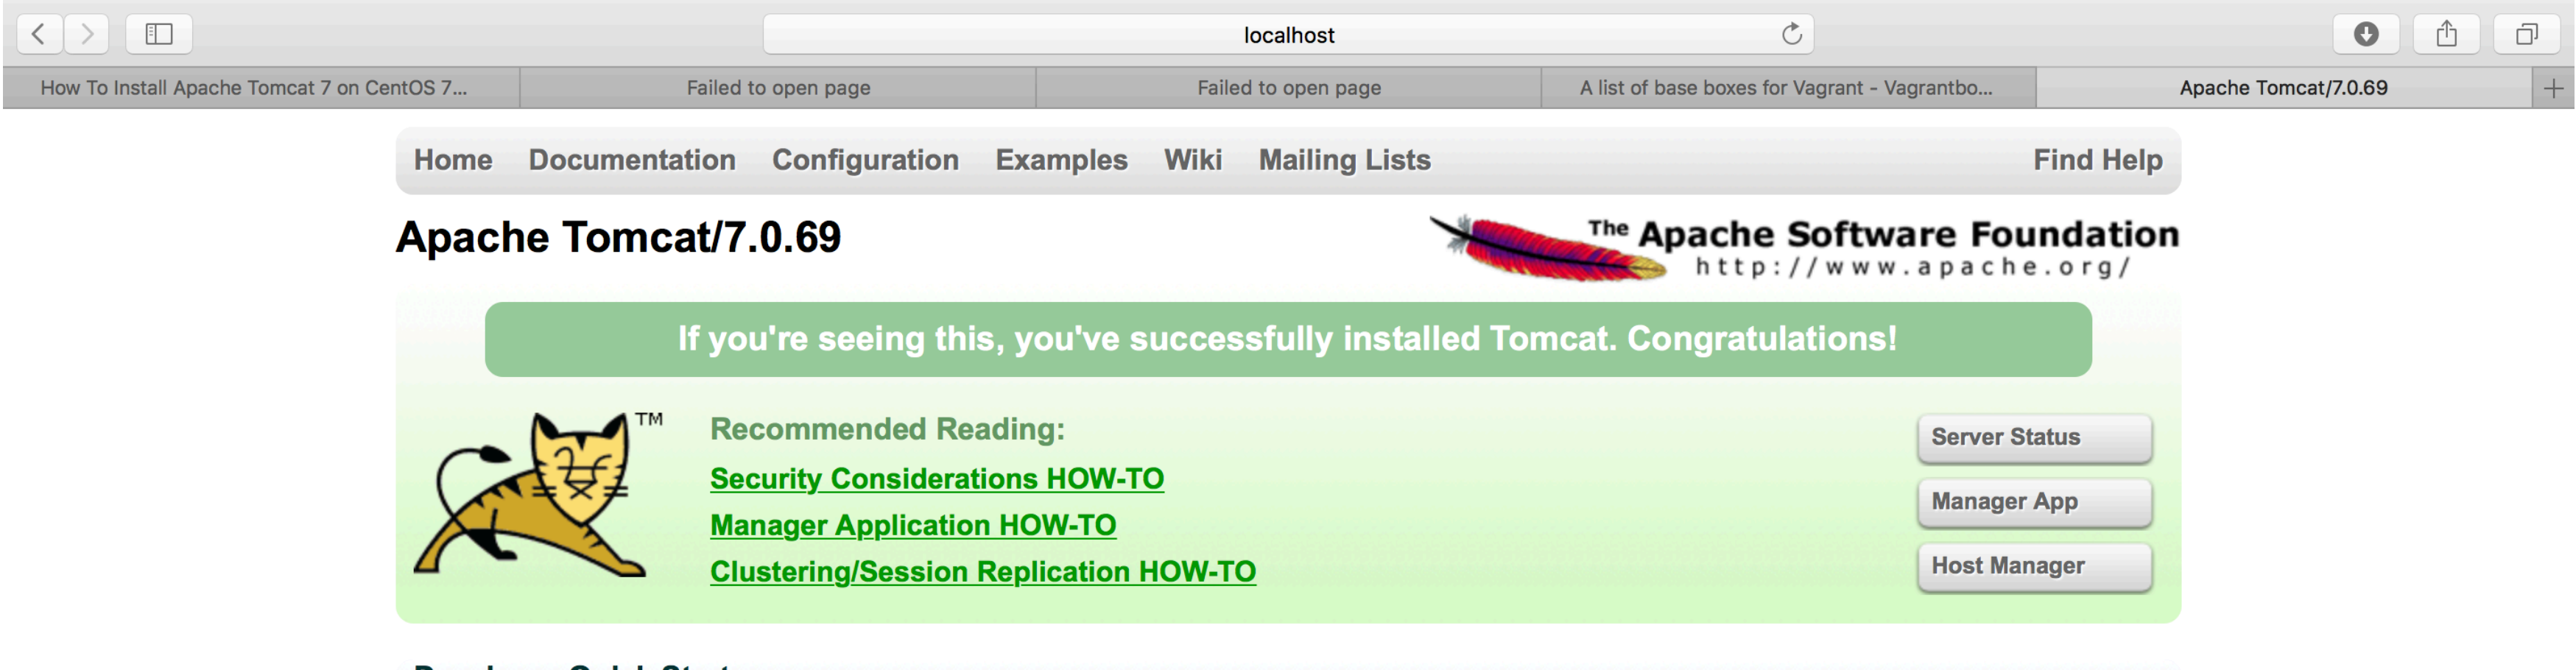 localhost
How To Install Apache Tomcat 7 on CentOS 7...
Failed to open page
Failed to open page
A list of base boxes for Vagrant - Vagrantbo...
Apache Tomcat/7.0.69
Home Documentation Configuration Examples Wiki Mailing Lists Find Help
Apache Tomcat/7.0.69
The Apache Software Foundation
http://www.apache.org/
If you're seeing this, you've successfully installed Tomcat. Congratulations!
TM
Recommended Reading:
Security Considerations HOW-TO
Manager Application HOW-TO
Clustering/Session Replication HOW-TO
Server Status
Manager App
Host Manager